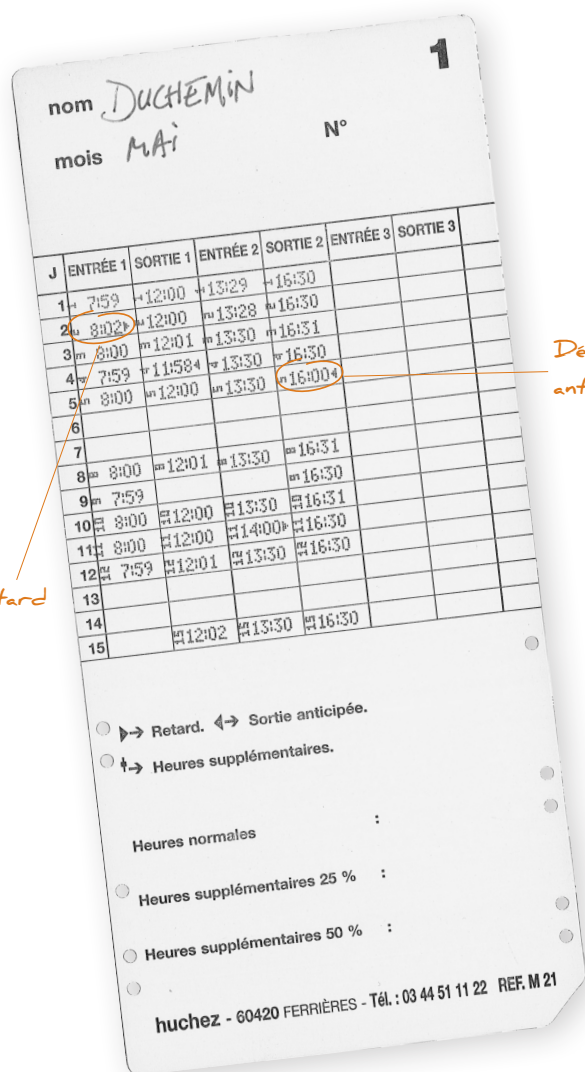 1
nom DUCHEMIN
mois MAI N°
J ENTRÉE 1 SORTIE 1 ENTRÉE 2 SORTIE 2 ENTRÉE 3 SORTIE 3
1 7:59 12:00 13:29 16:30
2 8:02 12:00 13:28 16:30
3 8:00 12:01 13:30 16:31
4 7:59 11:58 13:30 16:30
5 8:00 12:00 13:30 16:00
6
7
8 8:00 12:01 13:30 16:31
9 7:59 16:30
10 8:00 12:00 13:30 16:31
11 8:00 12:00 14:00 16:30
12 7:59 12:01 13:30 16:30
13
14
15 12:02 13:30 16:30
Dé
ant
tard
Retard. Sortie anticipée.
Heures supplémentaires.
Heures normales :
Heures supplémentaires 25 % :
Heures supplémentaires 50 % :
huchez - 60420 FERRIÈRES - Tél. : 03 44 51 11 22 REF. M 21